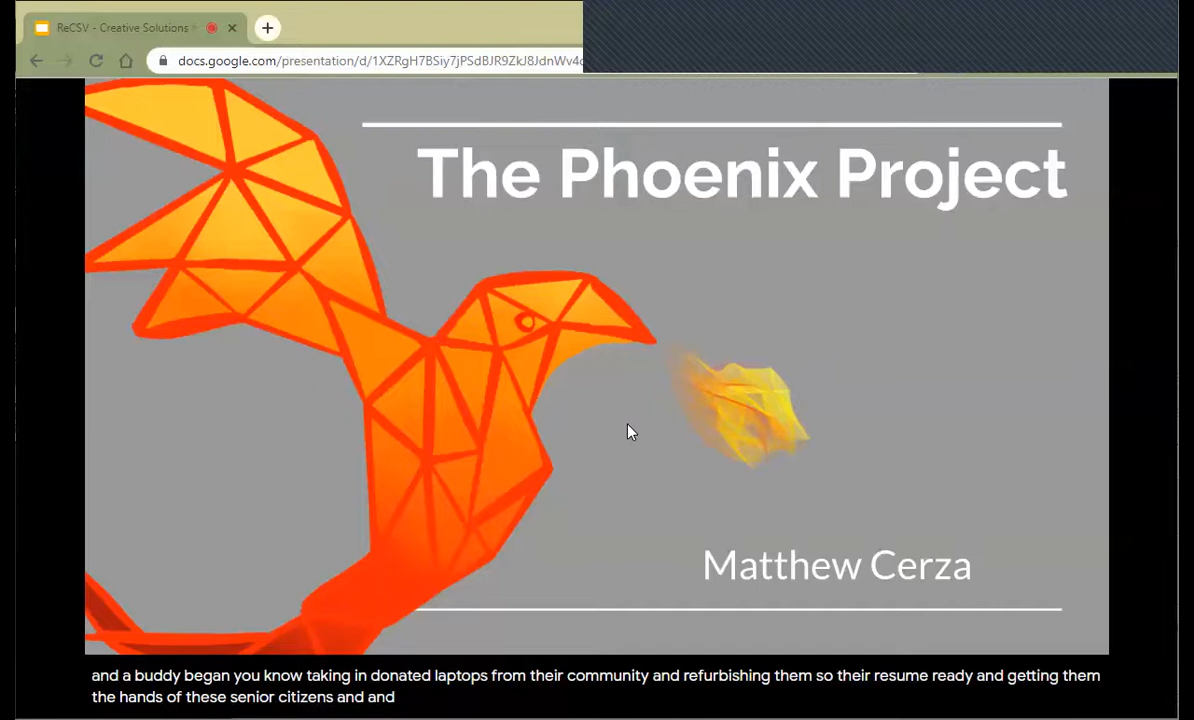 ReCSV - Creative Solutions
docs.google.com/presentation/d/1XZRgH7BSiy7jPSdBJR9ZkJ8JdnWv4c
The Phoenix Project
Matthew Cerza
and a buddy began you know taking in donated laptops from their community and refurbishing them so their resume ready and getting them
the hands of these senior citizens and and